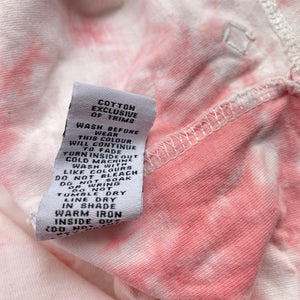 COTTON
EXCLUSIVE
OF TRIMS
WASH BEFORE
WEAR
THIS COLOUR
WILL CONTINUE
TO FADE
TURN INSIDE OUT
COLD MACHINE
WASH WITH
LIKE COLOURS
DO NOT BLEACH
DO NOT SOAK
OR WRING
DO NOT
TUMBLE DRY
LINE DRY
IN SHADE
WARM IRON
INSIDE OUT
(DO NOT